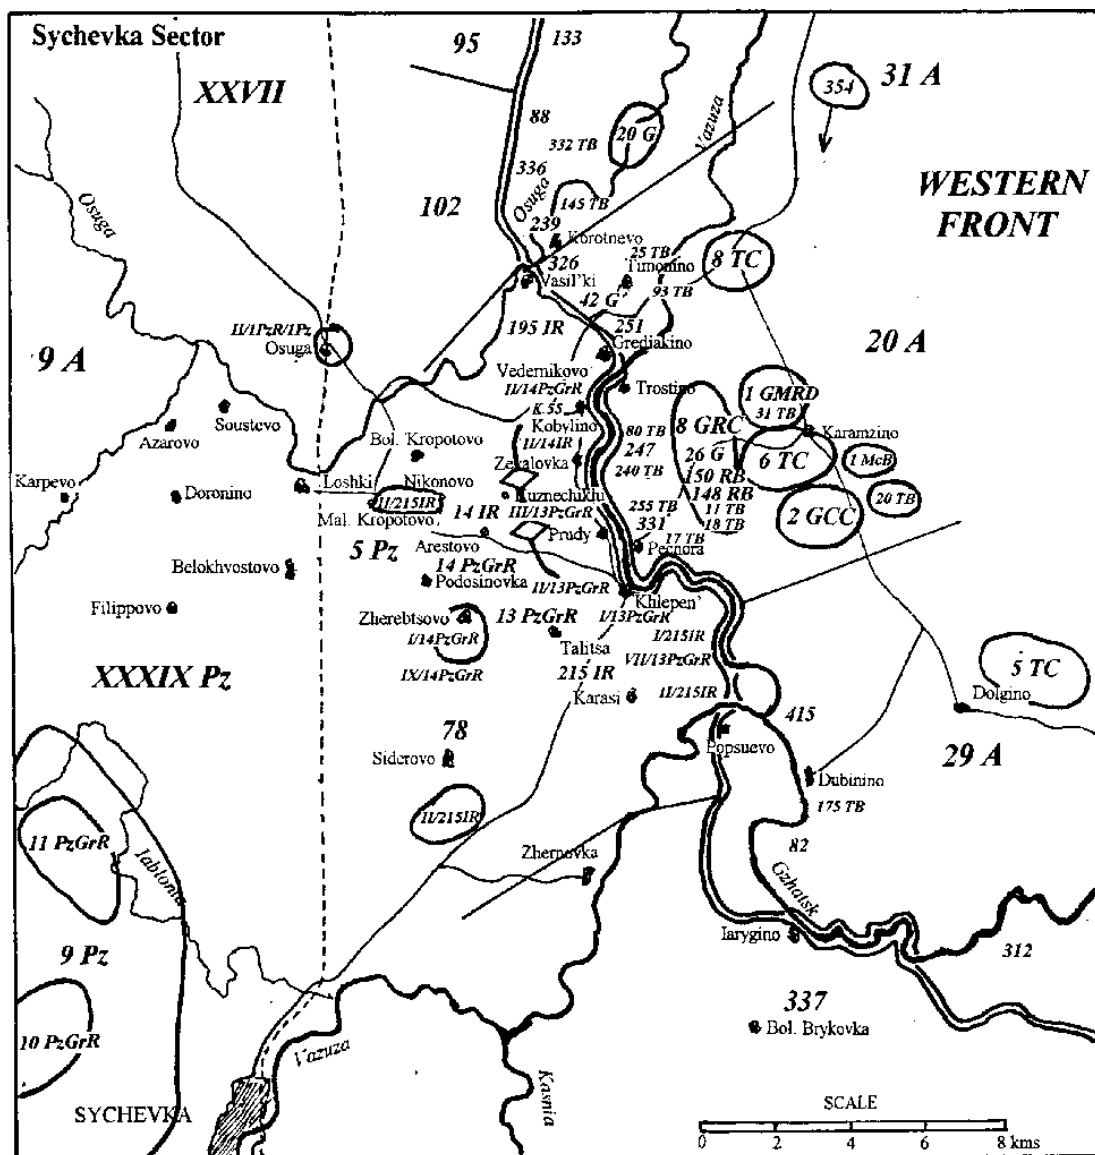 Sychevka Sector
95
133
31 A
XXVII
354
88
20 G
332 TB
Vazuza
336
Osuga
WESTERN
FRONT
Osuga
102
145 TB
239
Korotnevo
8 TC
25 TB
326
Timonino
Vasil'ki
93 TB
42 G
II/1PzR/1Pz
195 IR
251
Osuga
Grediakino
20 A
9 A
Vedernikovo
II/14PzGrR
Trostino
1 GMRD
K.55
31 TB
Soustevo
Kobylino
80 TB
8 GRC
Karamzino
Azarovo
Bol. Kropotovo
II/14IR
247
26 G
6 TC
1 McB
Zevalovka
240 TB
150 RB
Karpevo
Doronino
Loshki
Nikonovo
148 RB
20 TB
II/215IR
Kuznechikhi
255 TB
11 TB
2 GCC
Mal. Kropotovo
14 IR
III/13PzGrR
331
18 TB
5 Pz
Arestovo
Prudy
17 TB
Pechora
Belokhvostovo
14 PzGrR
Podosinovka
II/13PzGrR
Khlepen'
Filippovo
Zherebtsovo
13 PzGrR
I/13PzGrR
I/14PzGrR
Talitsa
I/215IR
VII/13PzGrR
5 TC
XXXIX Pz
IX/14PzGrR
215 IR
Karasi
II/215IR
Dolgino
415
78
Popsuevo
29 A
Siderovo
Dubinino
175 TB
II/215IR
82
11 PzGrR
Iablonia
Zhernovka
Gzhatsk
Iarygino
9 Pz
312
337
10 PzGrR
Bol. Brykovka
Vazuza
Kasnia
SYCHEVKA
SCALE
0 2 4 6 8 kms